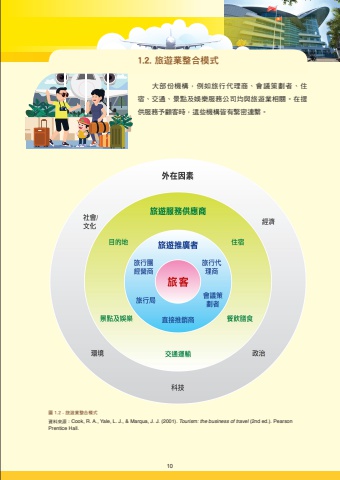 1.2. 旅遊業整合模式
大部份機構，例如旅行代理商、會議策劃者、住
宿、交通、景點及娛樂服務公司均與旅遊業相關。在提
供服務予顧客時，這些機構皆有緊密連繫。
外在因素
旅遊服務供應商
社會/
文化
經濟
目的地
旅遊推廣者
住宿
旅行團
經營商
旅行代
理商
旅客
旅行局
會議策
劃者
景點及娛樂
直接推銷商
餐飲膳食
環境
交通運輸
政治
科技
圖 1.2 - 旅遊業整合模式
資料來源：Cook, R. A., Yale, L. J., & Marqua, J. J. (2001). Tourism: the business of travel (2nd ed.). Pearson
Prentice Hall.
10